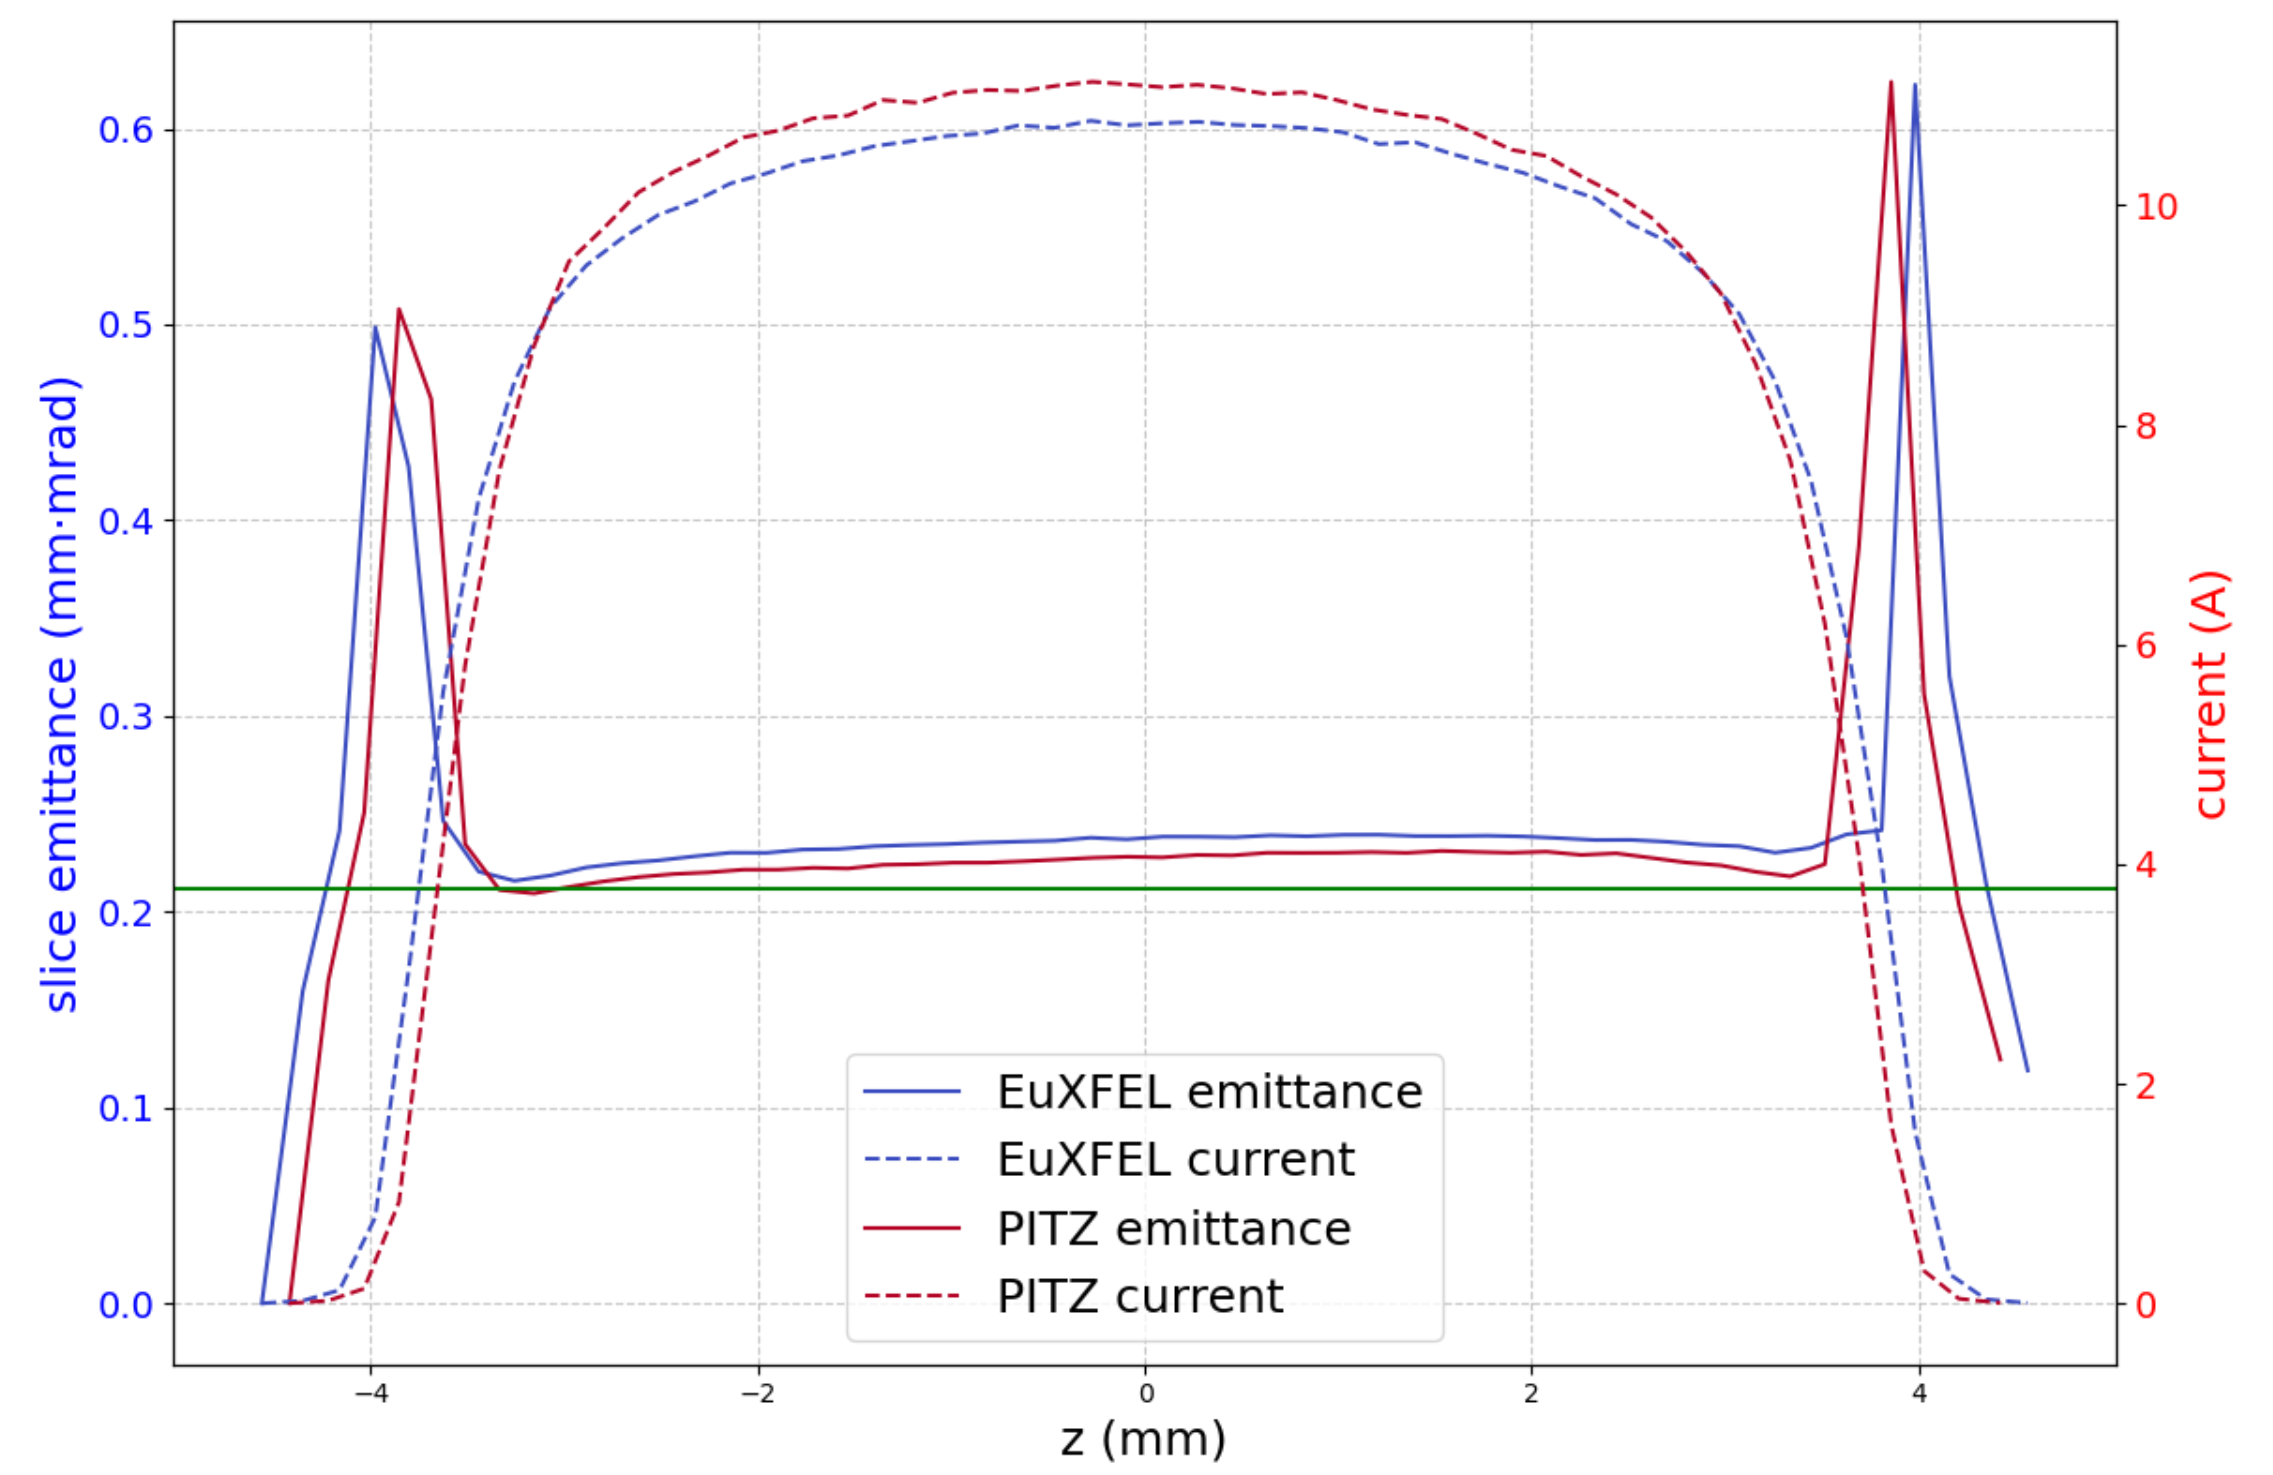 slice emittance (mm·mrad)
0.6
0.5
0.4
0.3
0.2
0.1
0.0
−4
−2
0
2
4
z (mm)
10
8
6
4
2
0
current (A)
EuXFEL emittance
EuXFEL current
PITZ emittance
PITZ current